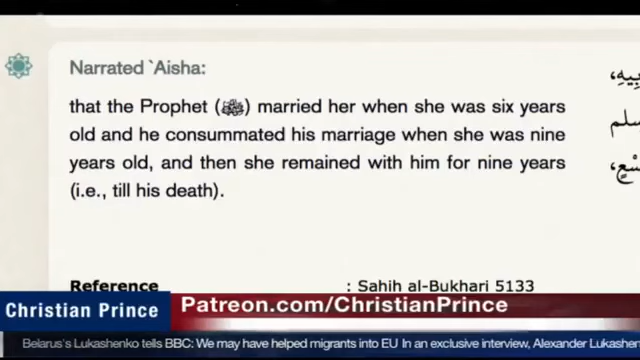 Narrated `Aisha:
that the Prophet (ﷺ) married her when she was six years
old and he consummated his marriage when she was nine
years old, and then she remained with him for nine years
(i.e., till his death).
Reference : Sahih al-Bukhari 5133
Christian Prince
Patreon.com/ChristianPrince
Belarus's Lukashenko tells BBC: We may have helped migrants into EU In an exclusive interview, Alexander